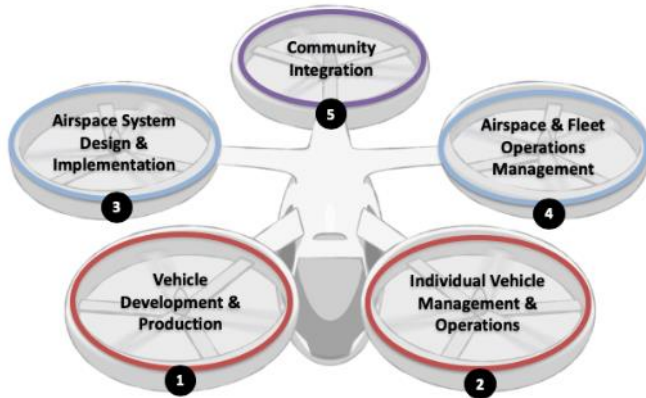 Community
Integration
5
Airspace System
Design &
Implementation
3
Airspace & Fleet
Operations
Management
4
Vehicle
Development &
Production
1
Individual Vehicle
Management &
Operations
2